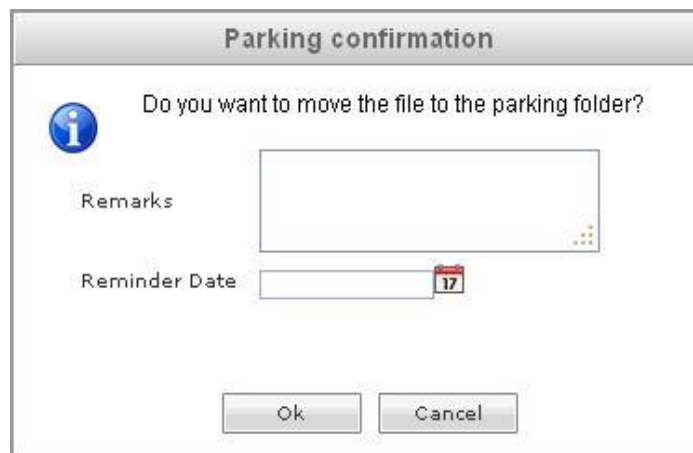 Parking confirmation
Do you want to move the file to the parking folder?
Remarks
Reminder Date
17
Ok
Cancel